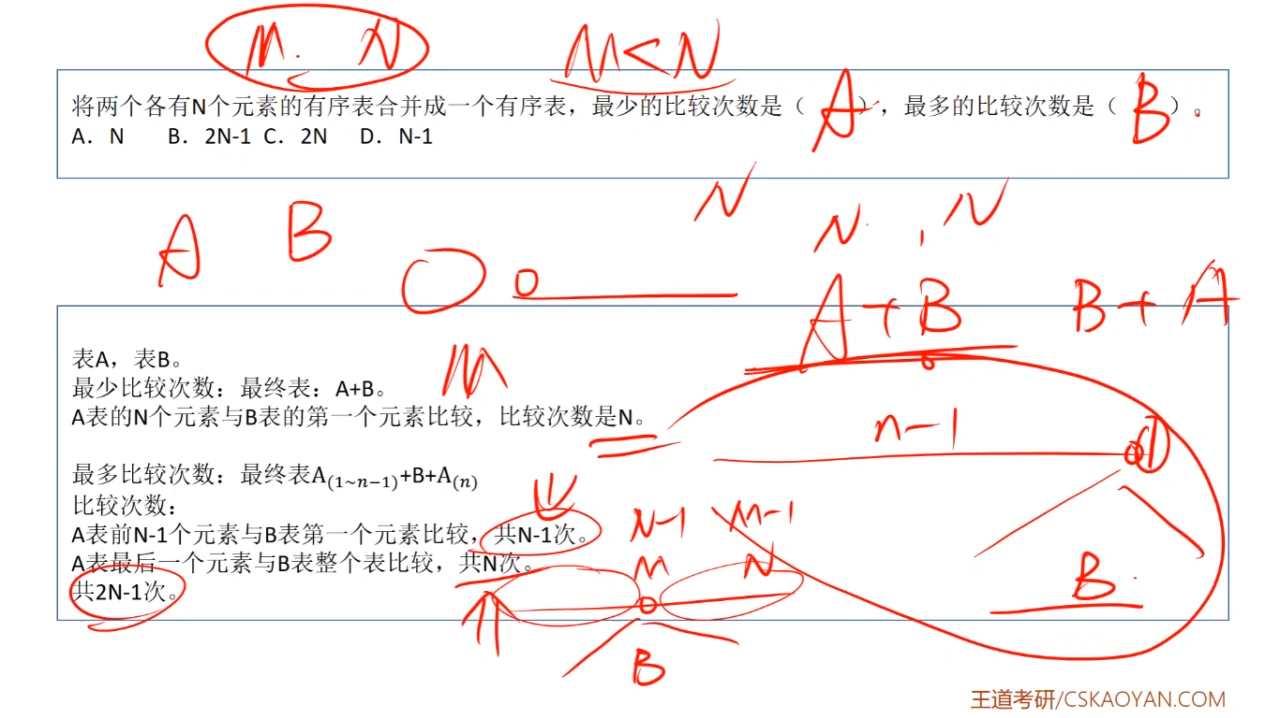 M. N
M<N
将两个各有N个元素的有序表合并成一个有序表，最少的比较次数是（ A ），最多的比较次数是（ B ）。
A. N B. 2N-1 C. 2N D. N-1
N
A B
N , N
A+B B+A
表A，表B。
最少比较次数：最终表：A+B。
M
A表的N个元素与B表的第一个元素比较，比较次数是N。
n-1
最多比较次数：最终表A(1~n−1)+B+A(n)
比较次数：
N-1 M-1
A表前N-1个元素与B表第一个元素比较，共N-1次。
A表最后一个元素与B表整个表比较，共N次。
M N
共2N-1次。
B
B
王道考研/CSKAOYAN.COM